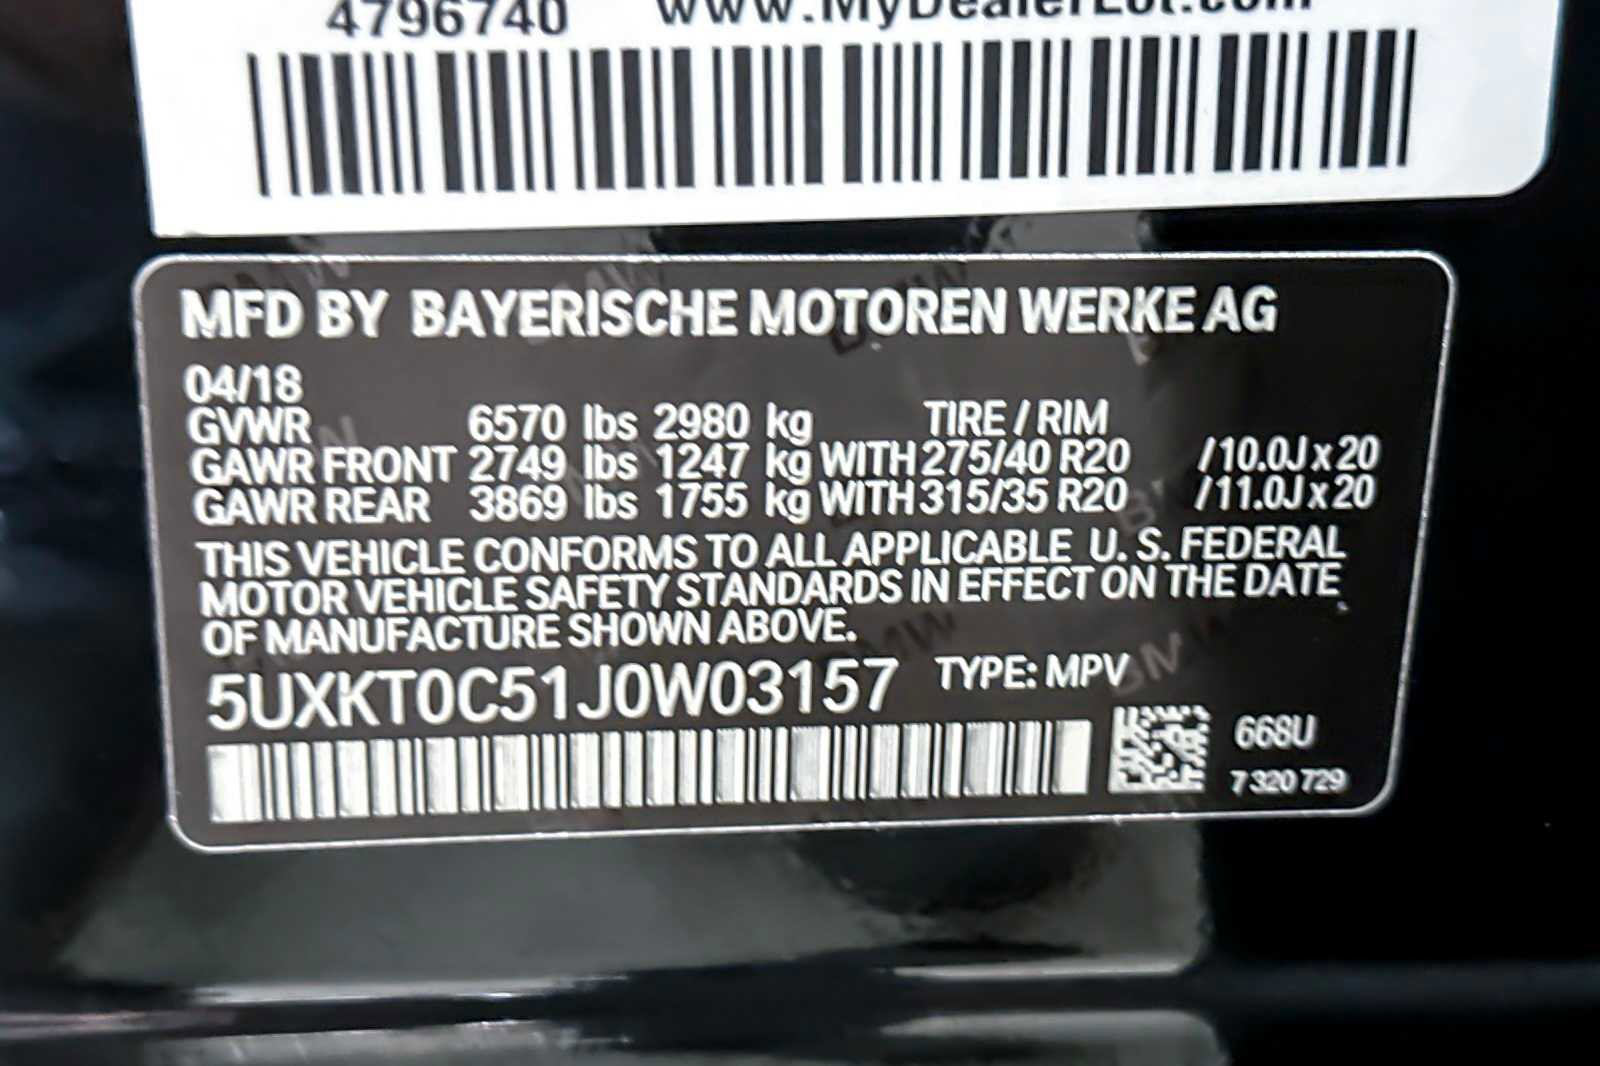 4796740 www.MyDealerLot.com
MFD BY BAYERISCHE MOTOREN WERKE AG
04/18
GVWR 6570 lbs 2980 kg TIRE / RIM
GAWR FRONT 2749 lbs 1247 kg WITH 275/40 R20 /10.0J x 20
GAWR REAR 3869 lbs 1755 kg WITH 315/35 R20 /11.0J x 20
THIS VEHICLE CONFORMS TO ALL APPLICABLE U. S. FEDERAL
MOTOR VEHICLE SAFETY STANDARDS IN EFFECT ON THE DATE
OF MANUFACTURE SHOWN ABOVE.
5UXKT0C51J0W03157 TYPE: MPV
668U
7 320 729